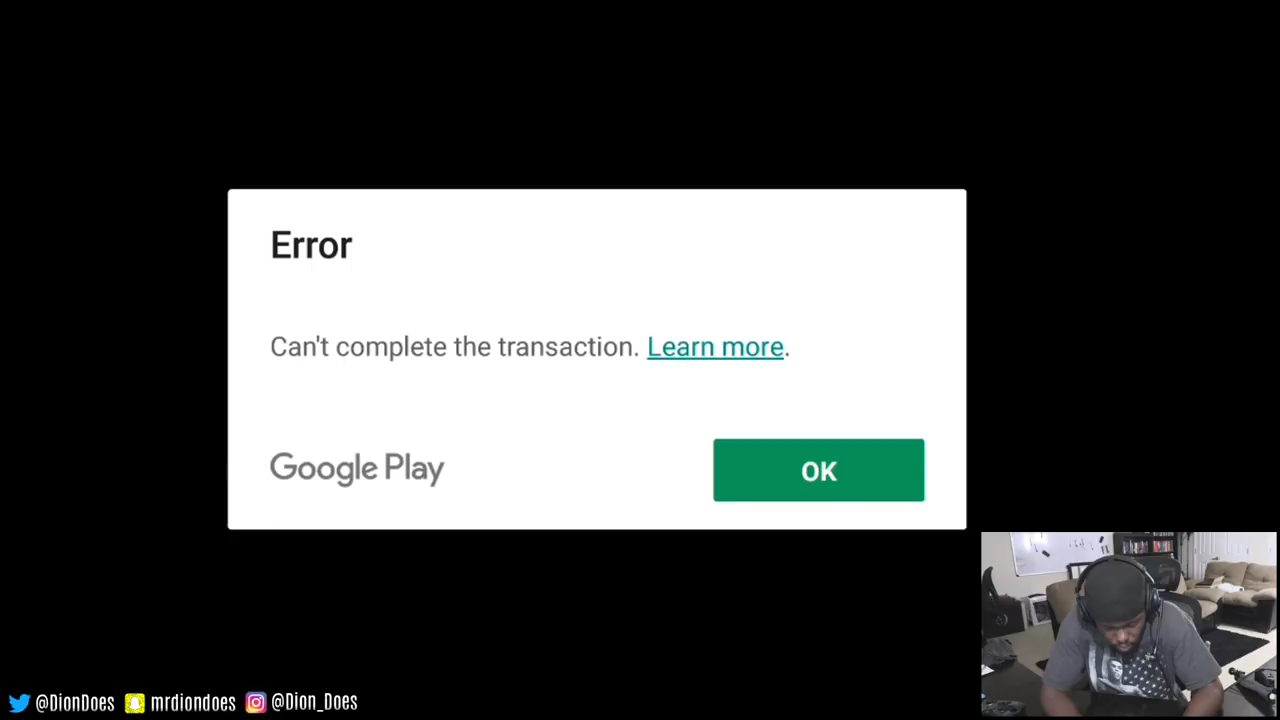 Error
Can't complete the transaction. Learn more.
Google Play
OK
@DionDoes mrdiondoes @Dion_Does